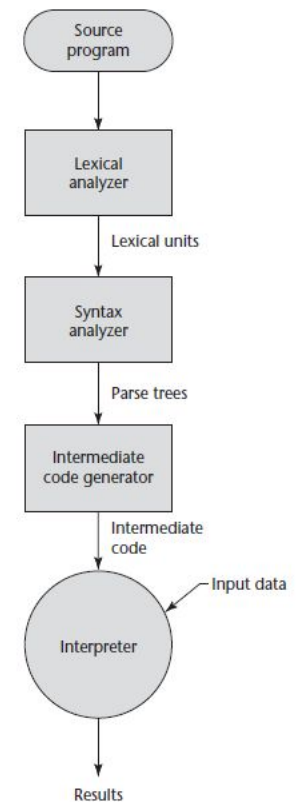 Source
program
Lexical
analyzer
Lexical units
Syntax
analyzer
Parse trees
Intermediate
code generator
Intermediate
code
Input data
Interpreter
Results